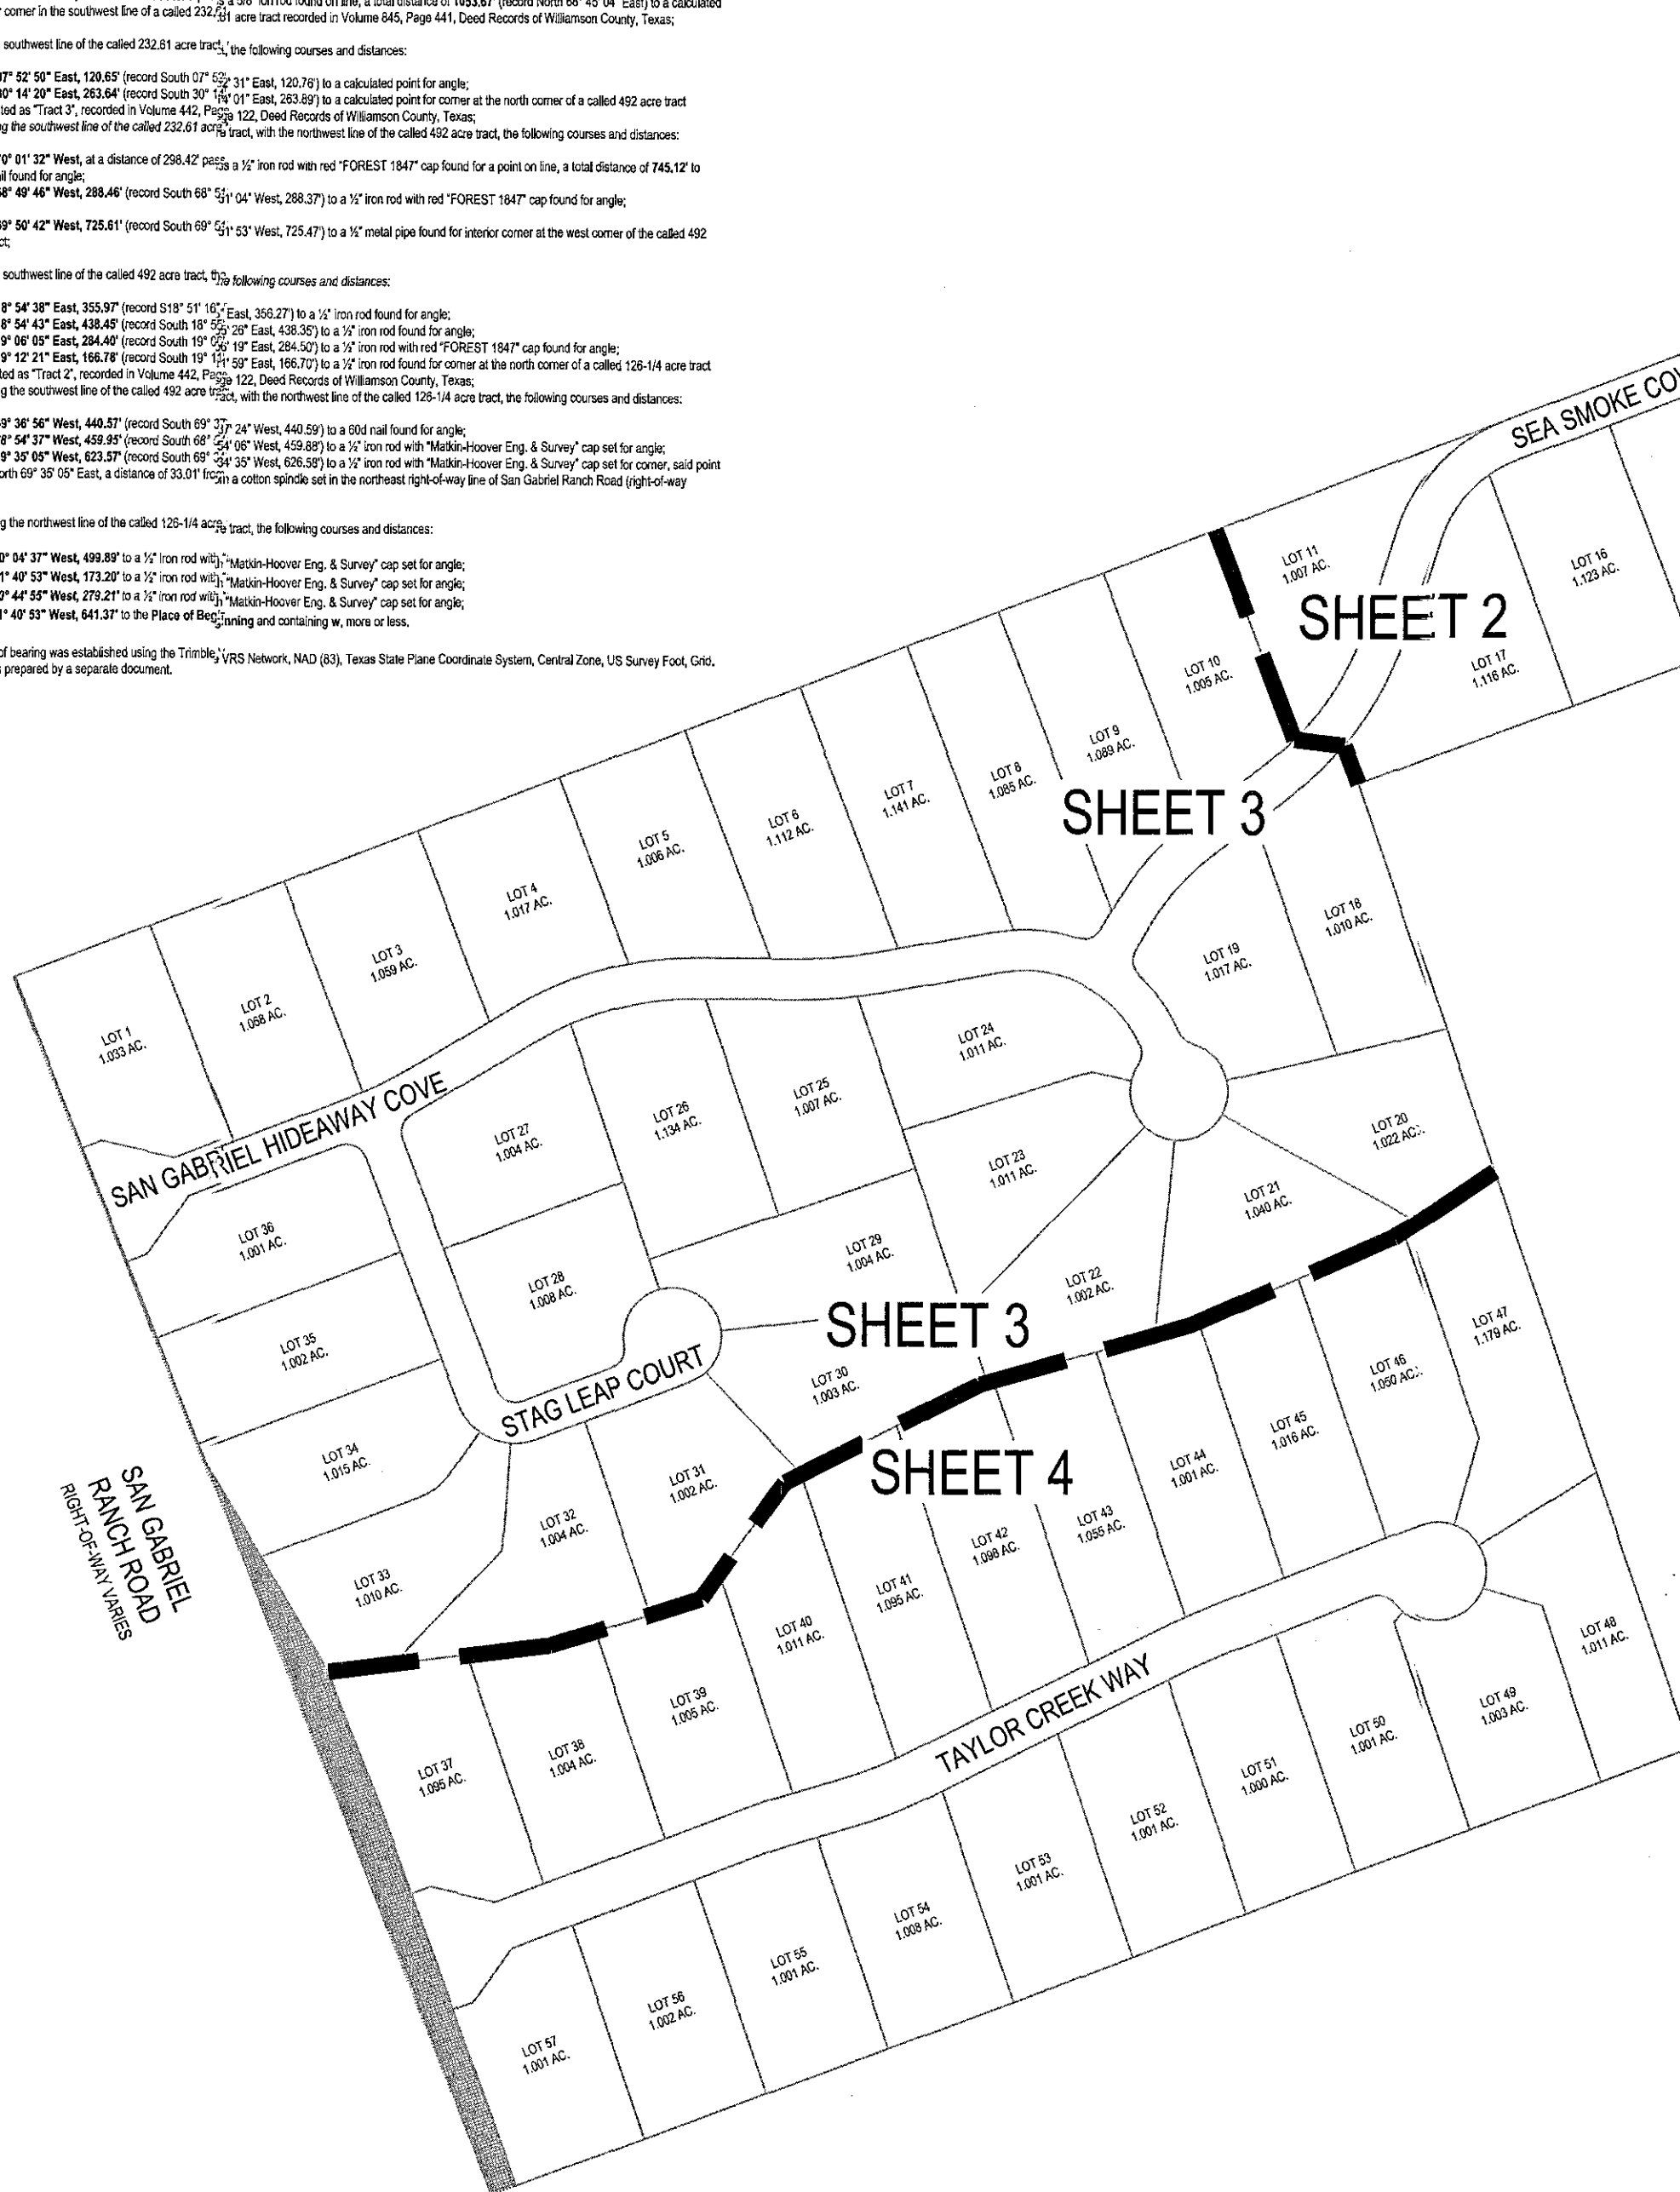 corner in the southwest line of a called 232.61 acre tract recorded in Volume 845, Page 441, Deed Records of Williamson County, Texas;
southwest line of the called 232.61 acre tract, the following courses and distances:
7° 52' 50" East, 120.65' (record South 07° 52' 31" East, 120.76') to a calculated point for angle;
0° 14' 20" East, 263.64' (record South 30° 14' 01" East, 263.89') to a calculated point for corner at the north corner of a called 492 acre tract
ted as "Tract 3", recorded in Volume 442, Page 122, Deed Records of Williamson County, Texas;
g the southwest line of the called 232.61 acre tract, with the northwest line of the called 492 acre tract, the following courses and distances:
0° 01' 32" West, at a distance of 298.42' pass a ½" iron rod with red "FOREST 1847" cap found for a point on line, a total distance of 745.12' to
il found for angle;
8° 49' 46" West, 288.46' (record South 68° 51' 04" West, 288.37') to a ½" iron rod with red "FOREST 1847" cap found for angle;
9° 50' 42" West, 725.61' (record South 69° 51' 53" West, 725.47') to a ½" metal pipe found for interior corner at the west corner of the called 492
ct;
southwest line of the called 492 acre tract, the following courses and distances:
8° 54' 38" East, 355.97' (record S18° 51' 16" East, 356.27') to a ½" iron rod found for angle;
8° 54' 43" East, 438.45' (record South 18° 55' 26" East, 438.35') to a ½" iron rod found for angle;
9° 06' 05" East, 284.40' (record South 19° 06' 19" East, 284.50') to a ½" iron rod with red "FOREST 1847" cap found for angle;
9° 12' 21" East, 166.78' (record South 19° 11' 59" East, 166.70') to a ½" iron rod found for corner at the north corner of a called 126-1/4 acre tract
ted as "Tract 2", recorded in Volume 442, Page 122, Deed Records of Williamson County, Texas;
g the southwest line of the called 492 acre tract, with the northwest line of the called 126-1/4 acre tract, the following courses and distances:
9° 36' 56" West, 440.57' (record South 69° 37' 24" West, 440.59') to a 60d nail found for angle;
8° 54' 37" West, 459.95' (record South 68° 54' 06" West, 459.88') to a ½" iron rod with "Matkin-Hoover Eng. & Survey" cap set for angle;
9° 35' 05" West, 623.57' (record South 69° 34' 35" West, 626.58') to a ½" iron rod with "Matkin-Hoover Eng. & Survey" cap set for corner, said point
orth 69° 35' 05" East, a distance of 33.01' from a cotton spindle set in the northeast right-of-way line of San Gabriel Ranch Road (right-of-way
g the northwest line of the called 126-1/4 acre tract, the following courses and distances:
0° 04' 37" West, 499.89' to a ½" iron rod with "Matkin-Hoover Eng. & Survey" cap set for angle;
1° 40' 53" West, 173.20' to a ½" iron rod with "Matkin-Hoover Eng. & Survey" cap set for angle;
0° 44' 55" West, 279.21' to a ½" iron rod with "Matkin-Hoover Eng. & Survey" cap set for angle;
1° 40' 53" West, 641.37' to the Place of Beginning and containing w, more or less.
of bearing was established using the Trimble VRS Network, NAD (83), Texas State Plane Coordinate System, Central Zone, US Survey Foot, Grid.
prepared by a separate document.
SEA SMOKE CO
LOT 11
1.007 AC.
LOT 16
1.123 AC.
SHEET 2
LOT 17
1.116 AC.
LOT 10
1.005 AC.
LOT 9
1.089 AC.
LOT 8
1.085 AC.
LOT 7
1.141 AC.
LOT 6
1.112 AC.
LOT 5
1.006 AC.
LOT 4
1.017 AC.
LOT 3
1.059 AC.
LOT 2
1.058 AC.
LOT 1
1.033 AC.
SHEET 3
LOT 18
1.010 AC.
LOT 19
1.017 AC.
LOT 24
1.011 AC.
LOT 25
1.007 AC.
LOT 26
1.134 AC.
LOT 27
1.004 AC.
SAN GABRIEL HIDEAWAY COVE
LOT 20
1.022 AC.
LOT 21
1.040 AC.
LOT 23
1.011 AC.
LOT 22
1.002 AC.
LOT 29
1.004 AC.
LOT 28
1.008 AC.
LOT 36
1.001 AC.
LOT 35
1.002 AC.
SHEET 3
LOT 30
1.003 AC.
STAG LEAP COURT
LOT 34
1.015 AC.
LOT 31
1.002 AC.
LOT 32
1.004 AC.
LOT 33
1.010 AC.
SAN GABRIEL
RANCH ROAD
RIGHT-OF-WAY VARIES
SHEET 4
LOT 47
1.179 AC.
LOT 46
1.050 AC.
LOT 45
1.016 AC.
LOT 44
1.001 AC.
LOT 43
1.055 AC.
LOT 42
1.098 AC.
LOT 41
1.095 AC.
LOT 40
1.011 AC.
LOT 39
1.005 AC.
LOT 38
1.004 AC.
LOT 37
1.095 AC.
TAYLOR CREEK WAY
LOT 48
1.011 AC.
LOT 49
1.003 AC.
LOT 50
1.001 AC.
LOT 51
1.000 AC.
LOT 52
1.001 AC.
LOT 53
1.001 AC.
LOT 54
1.008 AC.
LOT 55
1.001 AC.
LOT 56
1.002 AC.
LOT 57
1.001 AC.